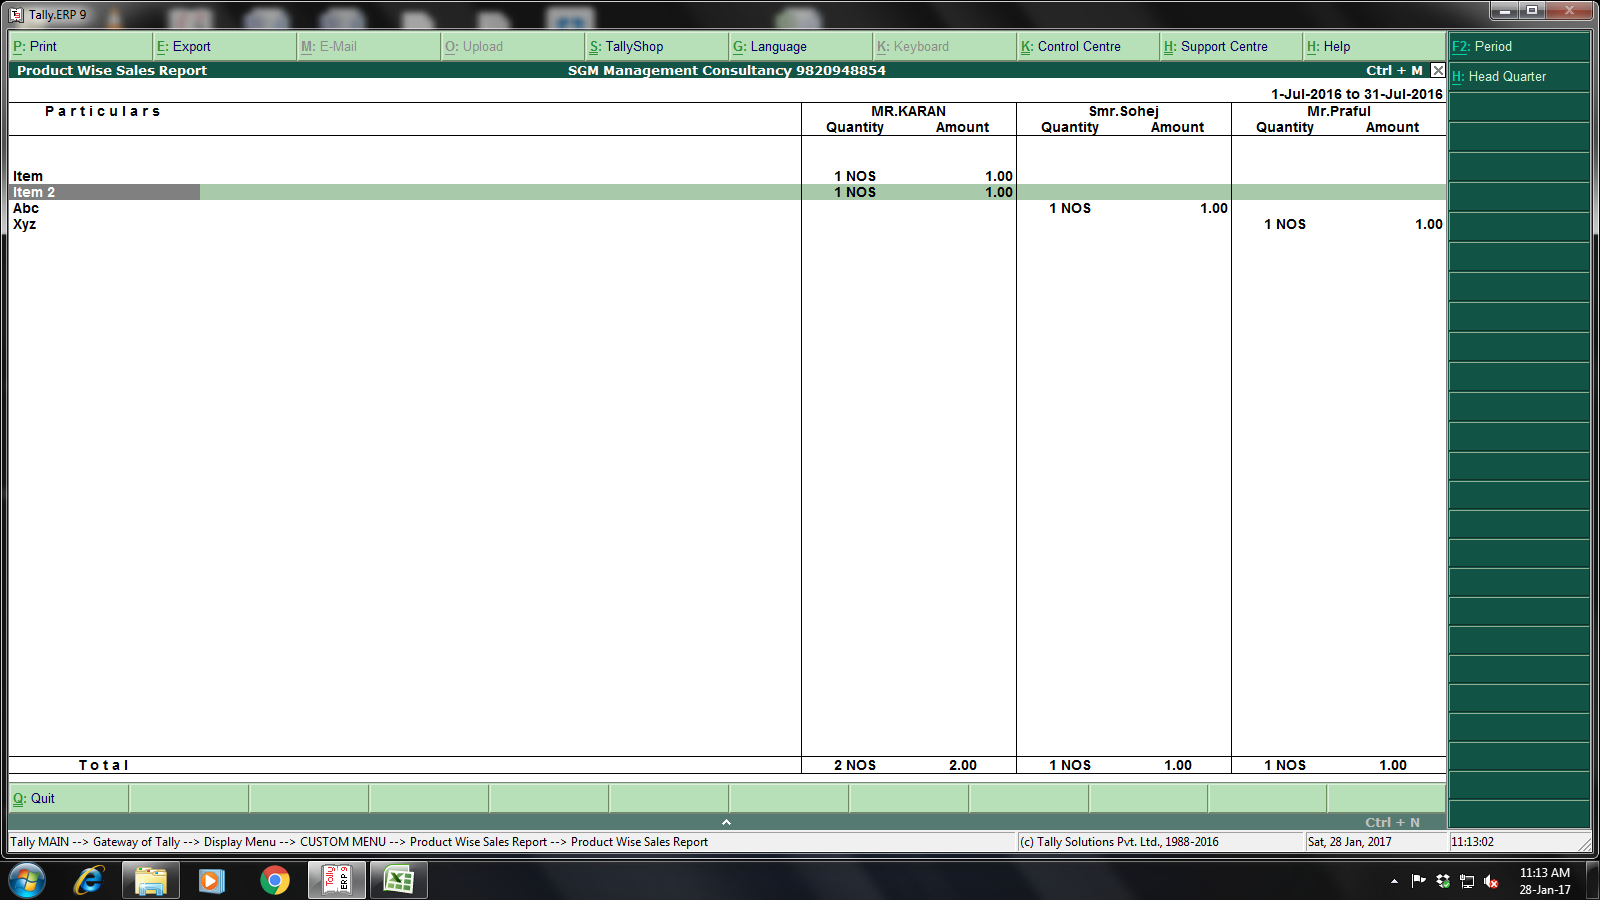 Tally.ERP 9
P: Print E: Export M: E-Mail O: Upload S: TallyShop G: Language K: Keyboard K: Control Centre H: Support Centre H: Help F2: Period
Product Wise Sales Report SGM Management Consultancy 9820948854 Ctrl + M
H: Head Quarter
1-Jul-2016 to 31-Jul-2016
Particulars MR.KARAN Smr.Sohej Mr.Praful
Quantity Amount Quantity Amount Quantity Amount
Item 1 NOS 1.00
Item 2 1 NOS 1.00
Abc 1 NOS 1.00
Xyz 1 NOS 1.00
Total 2 NOS 2.00 1 NOS 1.00 1 NOS 1.00
Q: Quit
Ctrl + N
Tally MAIN --> Gateway of Tally --> Display Menu --> CUSTOM MENU --> Product Wise Sales Report --> Product Wise Sales Report (c) Tally Solutions Pvt. Ltd., 1988-2016 Sat, 28 Jan, 2017 11:13:02
Tally ERP 9
11:13 AM
28-Jan-17